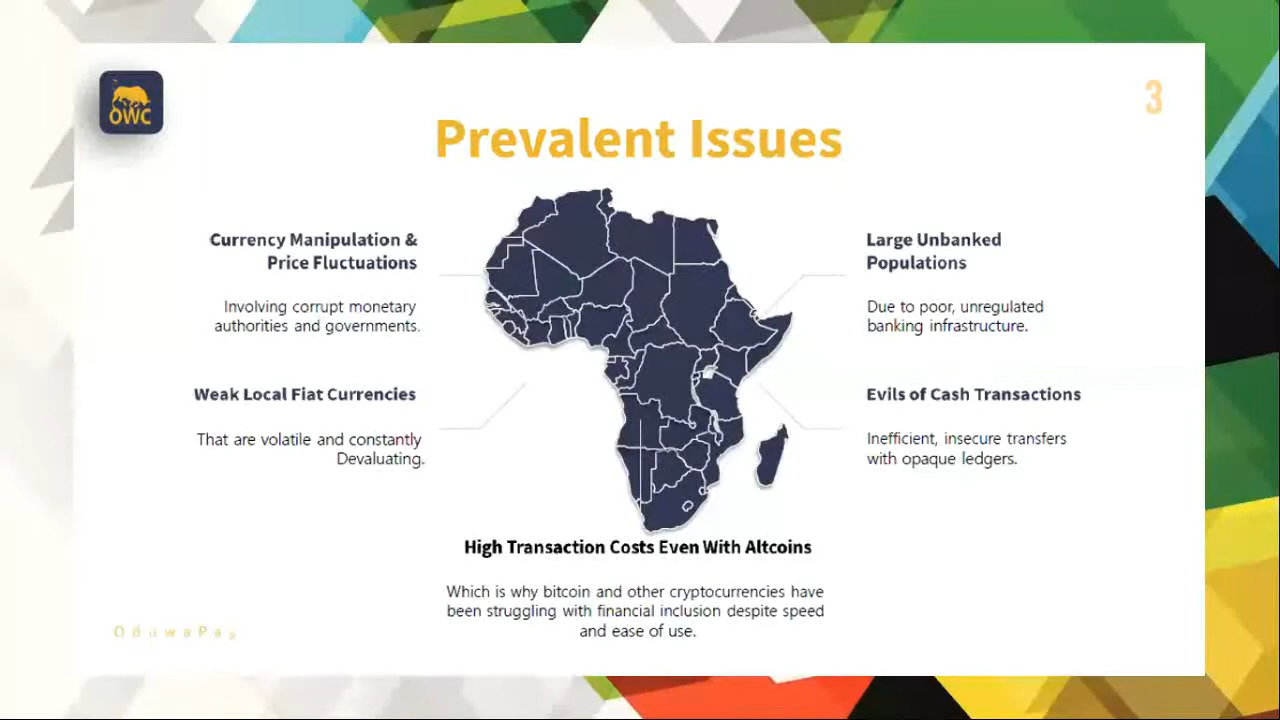 OWC
3
Prevalent Issues
Currency Manipulation &
Price Fluctuations
Involving corrupt monetary
authorities and governments.
Weak Local Fiat Currencies
That are volatile and constantly
Devaluating.
Large Unbanked
Populations
Due to poor, unregulated
banking infrastructure.
Evils of Cash Transactions
Inefficient, insecure transfers
with opaque ledgers.
High Transaction Costs Even With Altcoins
Which is why bitcoin and other cryptocurrencies have
been struggling with financial inclusion despite speed
and ease of use.
OduwaPay